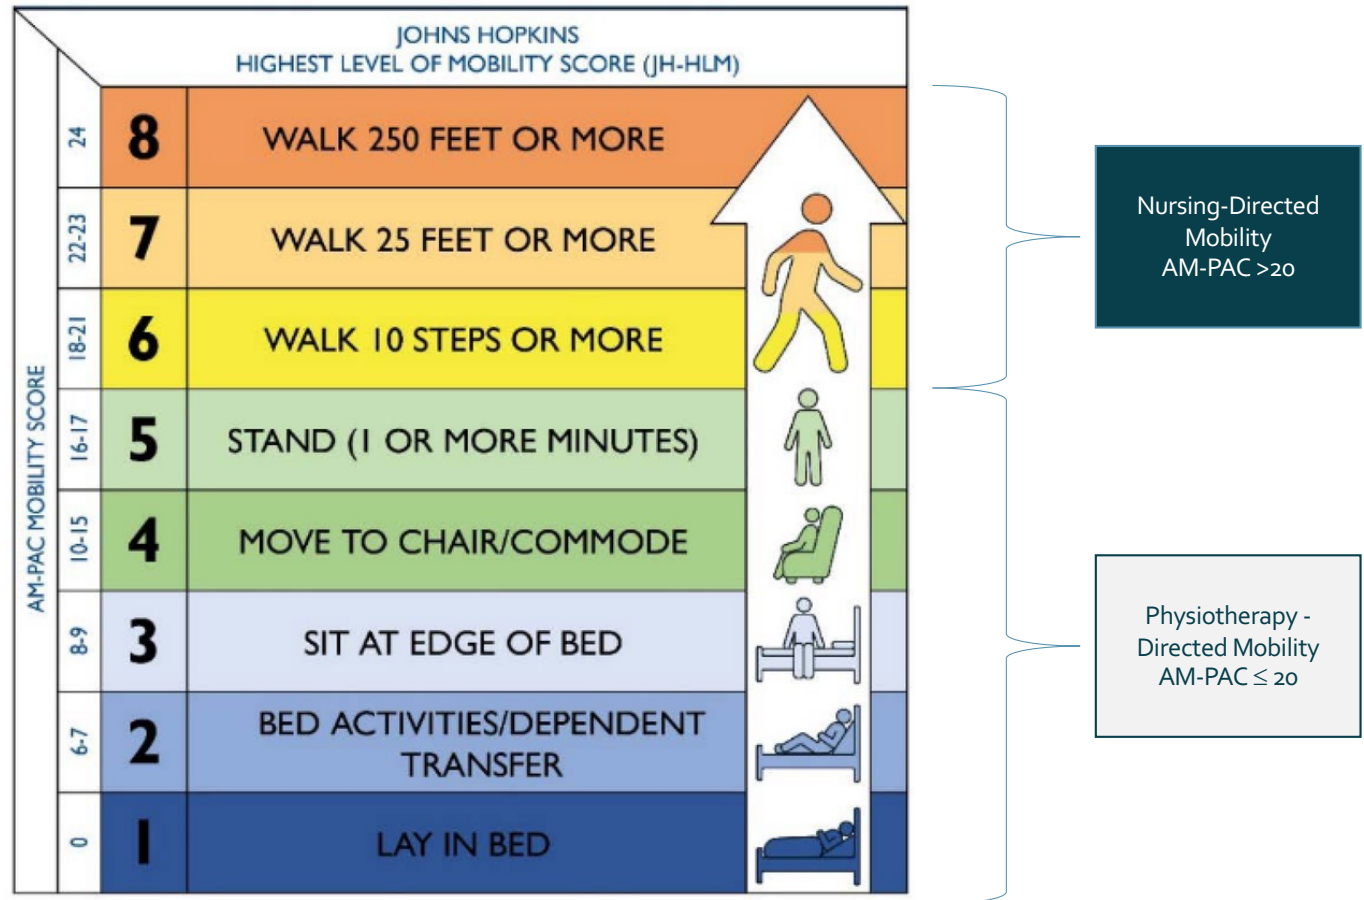 JOHNS HOPKINS
HIGHEST LEVEL OF MOBILITY SCORE (JH-HLM)
AM-PAC MOBILITY SCORE
24
8
WALK 250 FEET OR MORE
22-23
7
WALK 25 FEET OR MORE
18-21
6
WALK 10 STEPS OR MORE
16-17
5
STAND (1 OR MORE MINUTES)
10-15
4
MOVE TO CHAIR/COMMODE
8-9
3
SIT AT EDGE OF BED
6-7
2
BED ACTIVITIES/DEPENDENT
TRANSFER
0
1
LAY IN BED
Nursing-Directed
Mobility
AM-PAC >20
Physiotherapy -
Directed Mobility
AM-PAC ≤ 20